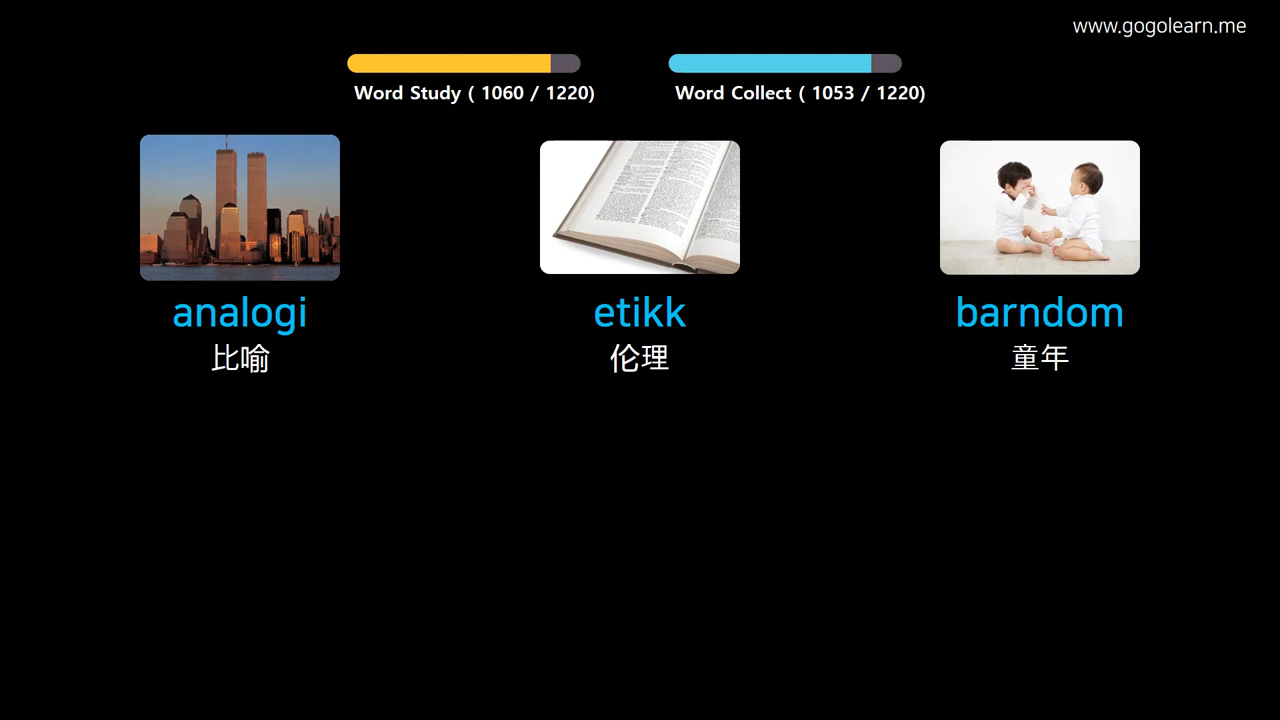 www.gogolearn.me
Word Study ( 1060 / 1220)
Word Collect ( 1053 / 1220)
analogi
比喻
etikk
伦理
barndom
童年